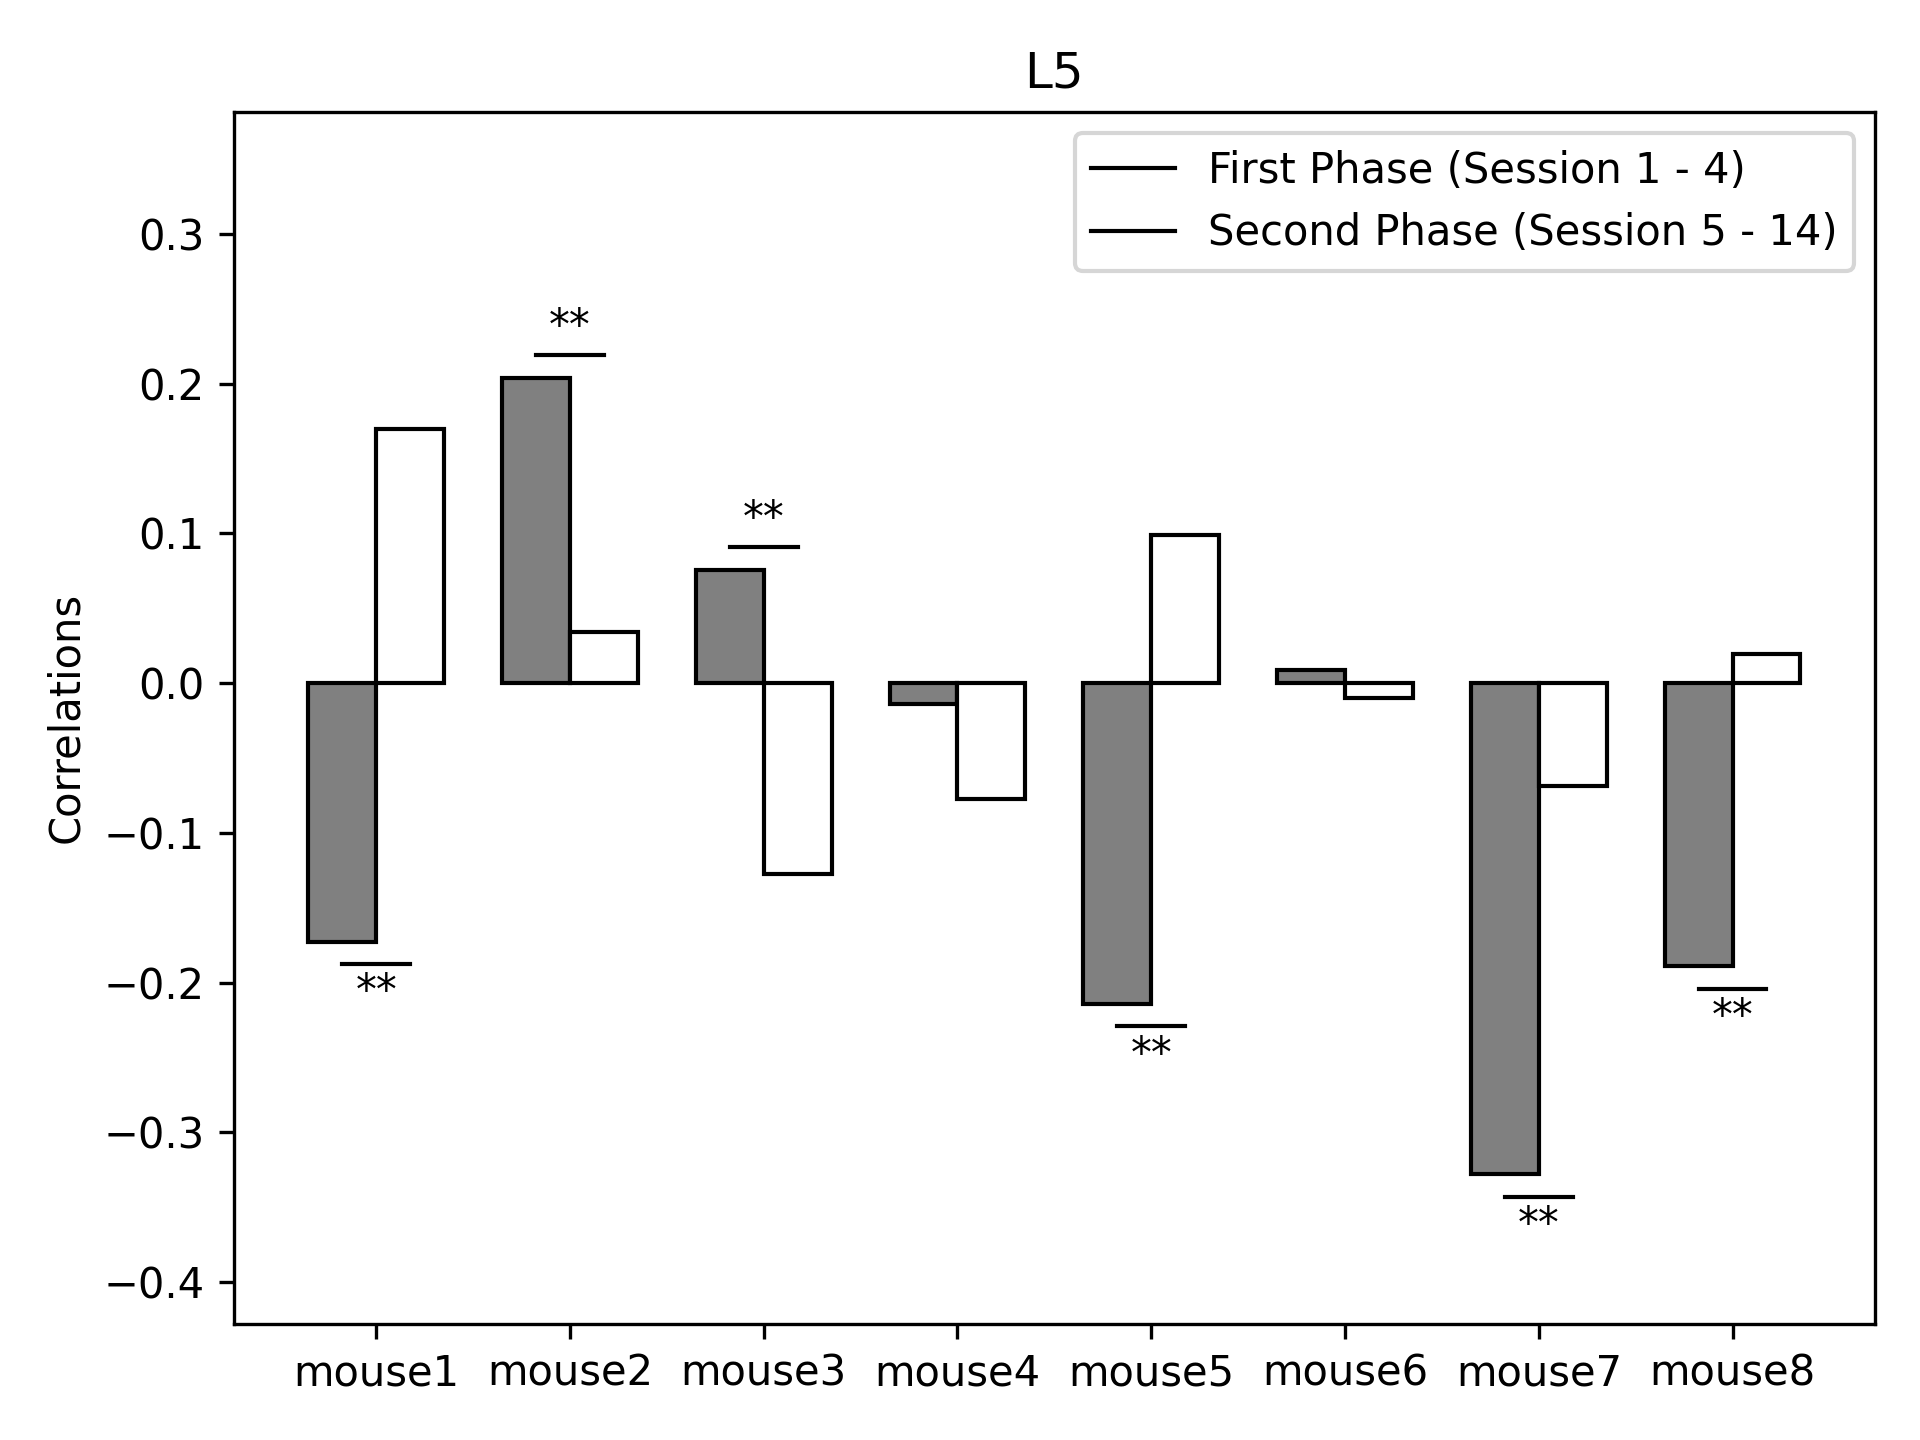 L5
First Phase (Session 1 - 4)
Second Phase (Session 5 - 14)
Correlations
0.3
0.2
0.1
0.0
−0.1
−0.2
−0.3
−0.4
**
**
**
**
**
**
mouse1 mouse2 mouse3 mouse4 mouse5 mouse6 mouse7 mouse8